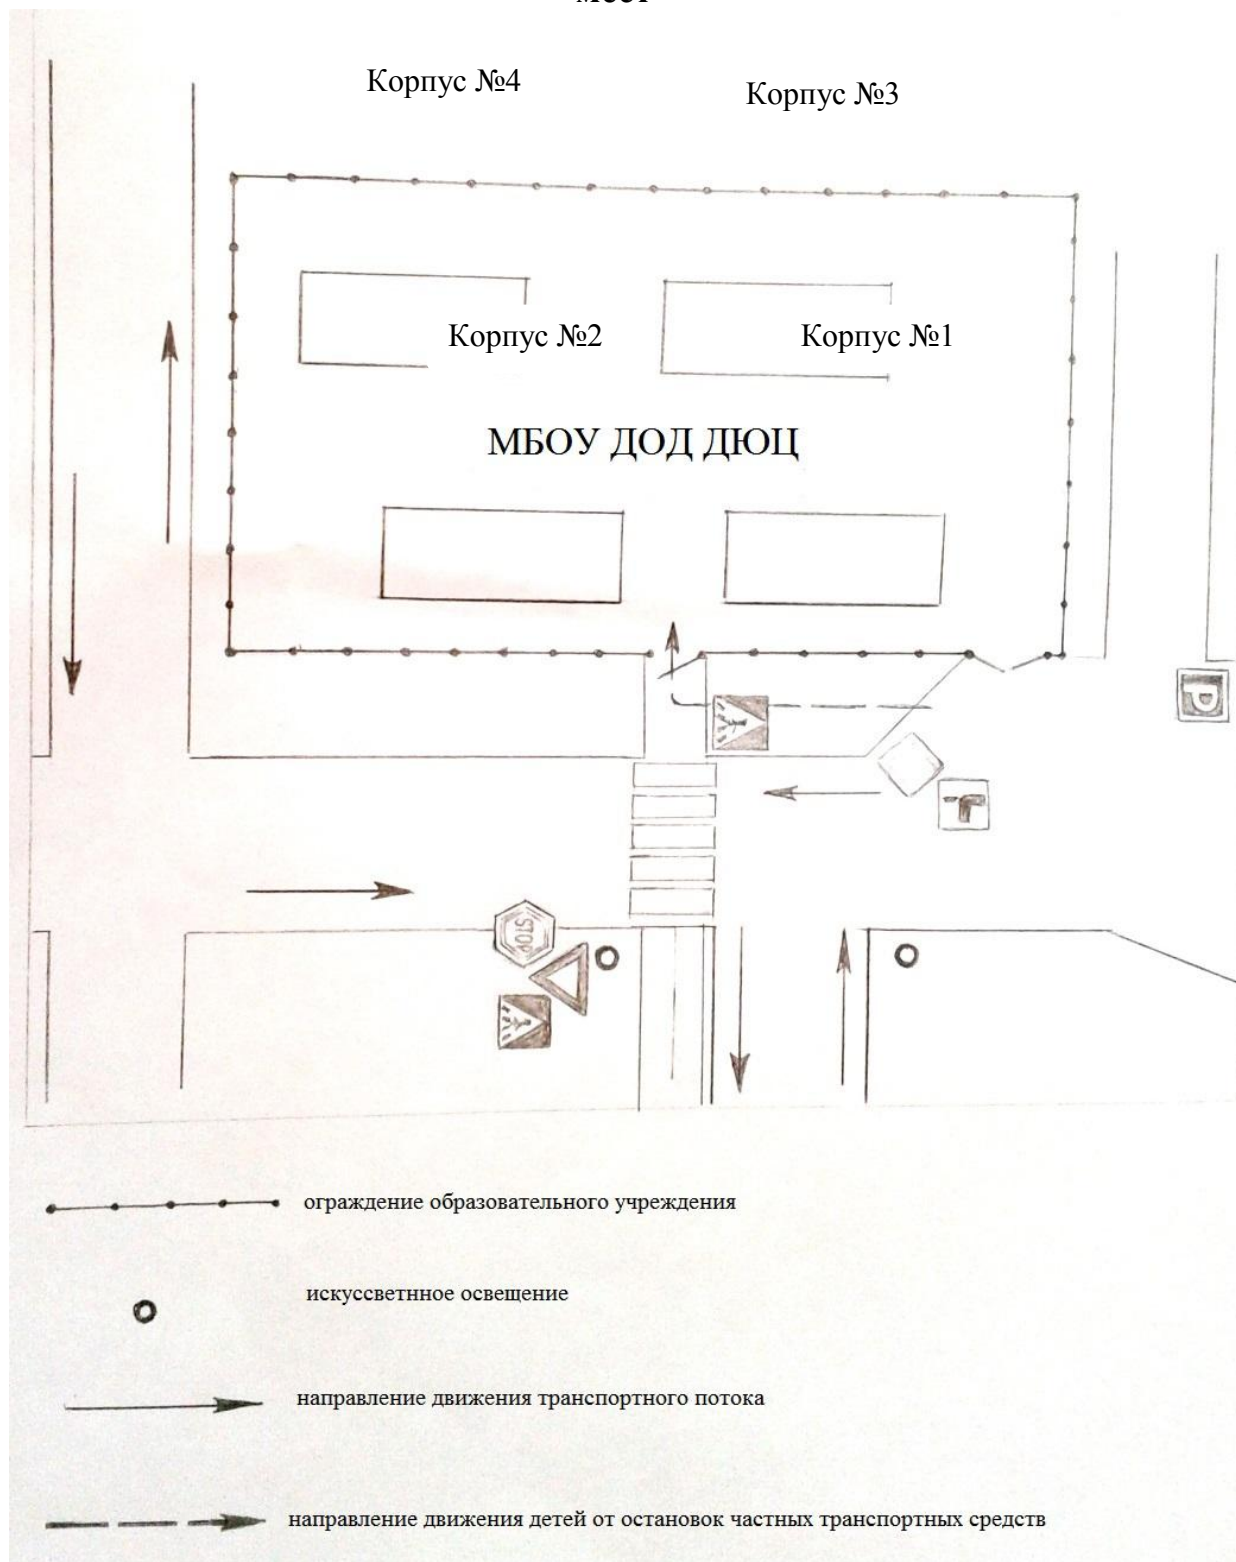 Корпус №4
Корпус №3
Корпус №2
Корпус №1
МБОУ ДОД ДЮЦ
P
STOP
ограждение образовательного учреждения
искуссветнное освещение
направление движения транспортного потока
направление движения детей от остановок частных транспортных средств